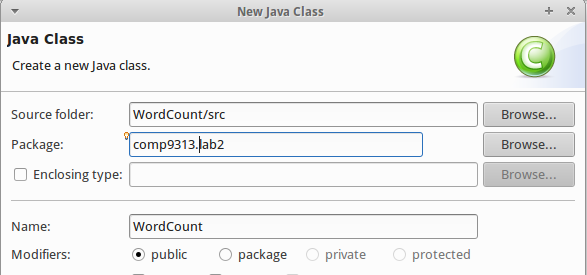 New Java Class
Java Class
Create a new Java class.
C
Source folder: WordCount/src Browse...
Package: comp9313.lab2 Browse...
Enclosing type: Browse...
Name: WordCount
Modifiers: public package private protected